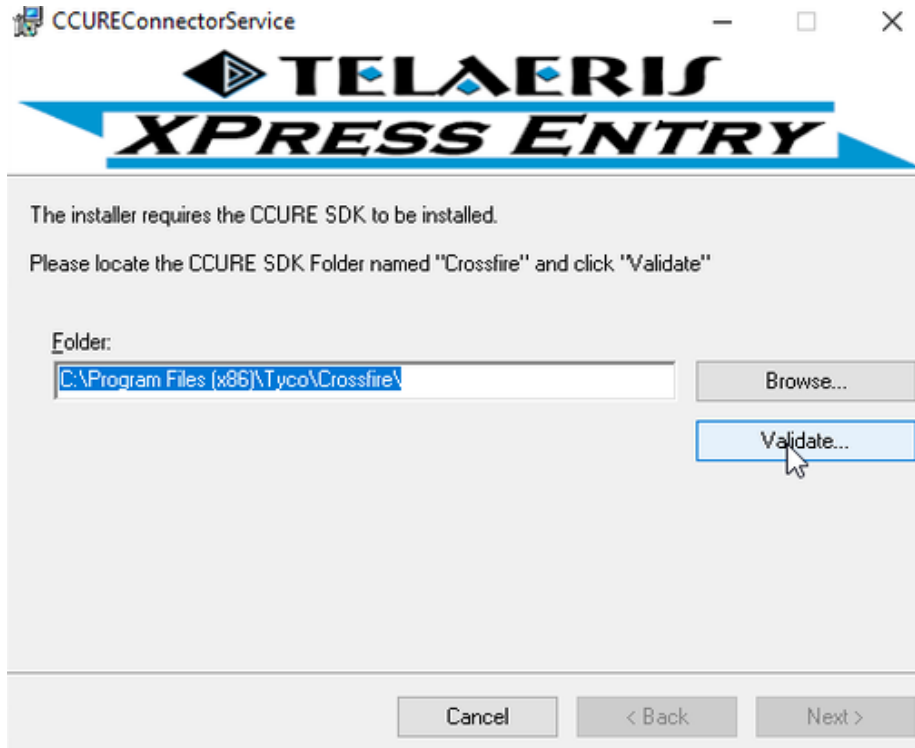 CCUREConnectorService
TELAERIS
XPRESS ENTRY
The installer requires the CCURE SDK to be installed.
Please locate the CCURE SDK Folder named "Crossfire" and click "Validate"
Folder:
C:\Program Files (x86)\Tyco\Crossfire\
Browse...
Validate...
Cancel
< Back
Next >